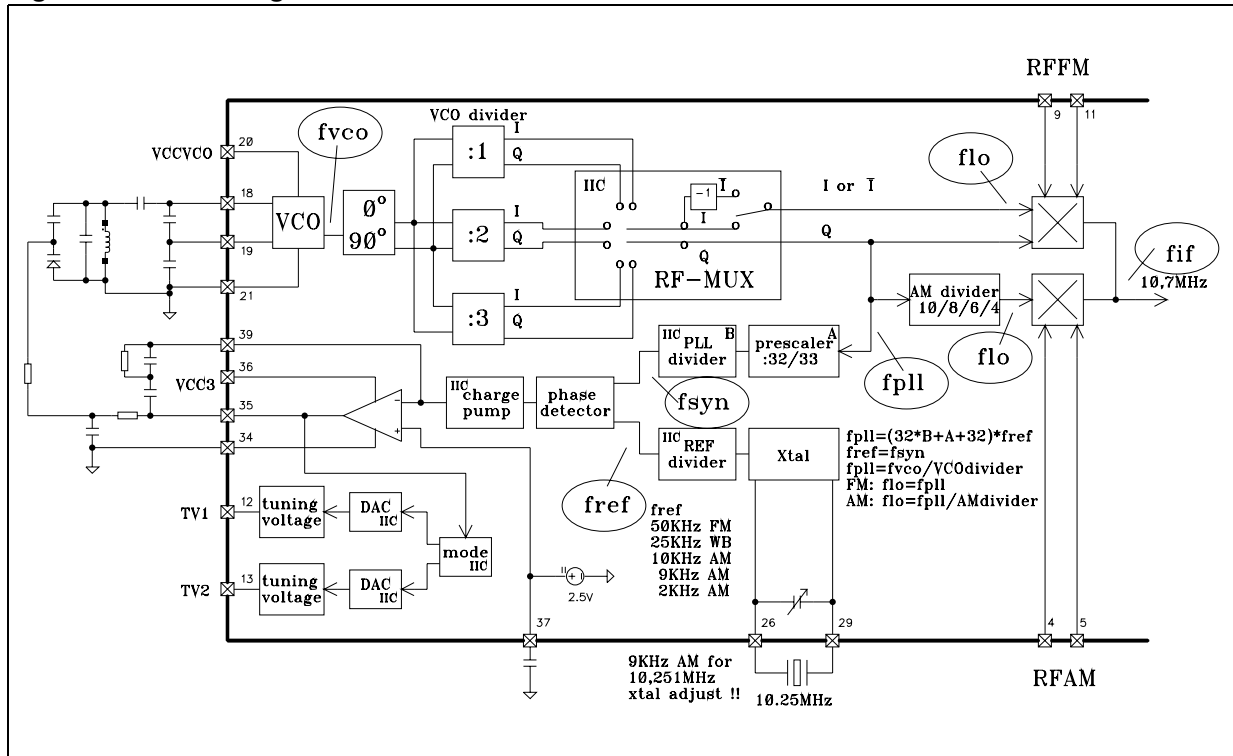 RFFM
9
11
VCO divider
fvco
20
VCCVCO
:1
I
Q
flo
18
VCO
0°
90°
IIC
-1
I̅
I
I or I̅
Q
Q
:2
I
Q
RF-MUX
19
fif
10,7MHz
21
:3
I
Q
AM divider
10/8/6/4
39
IIC
PLL
B
divider
prescaler
A
:32/33
flo
fpll
36
VCC3
35
34
-
+
IIC
charge
pump
phase
detector
fsyn
IIC
REF
divider
Xtal
fpll=(32*B+A+32)*fref
fref=fsyn
fpll=fvco/VCOdivider
FM: flo=fpll
AM: flo=fpll/AMdivider
fref
fref
50KHz FM
25KHz WB
10KHz AM
9KHz AM
2KHz AM
TV1
12
tuning
voltage
DAC
IIC
mode
IIC
TV2
13
tuning
voltage
DAC
IIC
2.5V
37
26
29
4
5
9KHz AM for
10,251MHz
xtal adjust !!
10.25MHz
RFAM